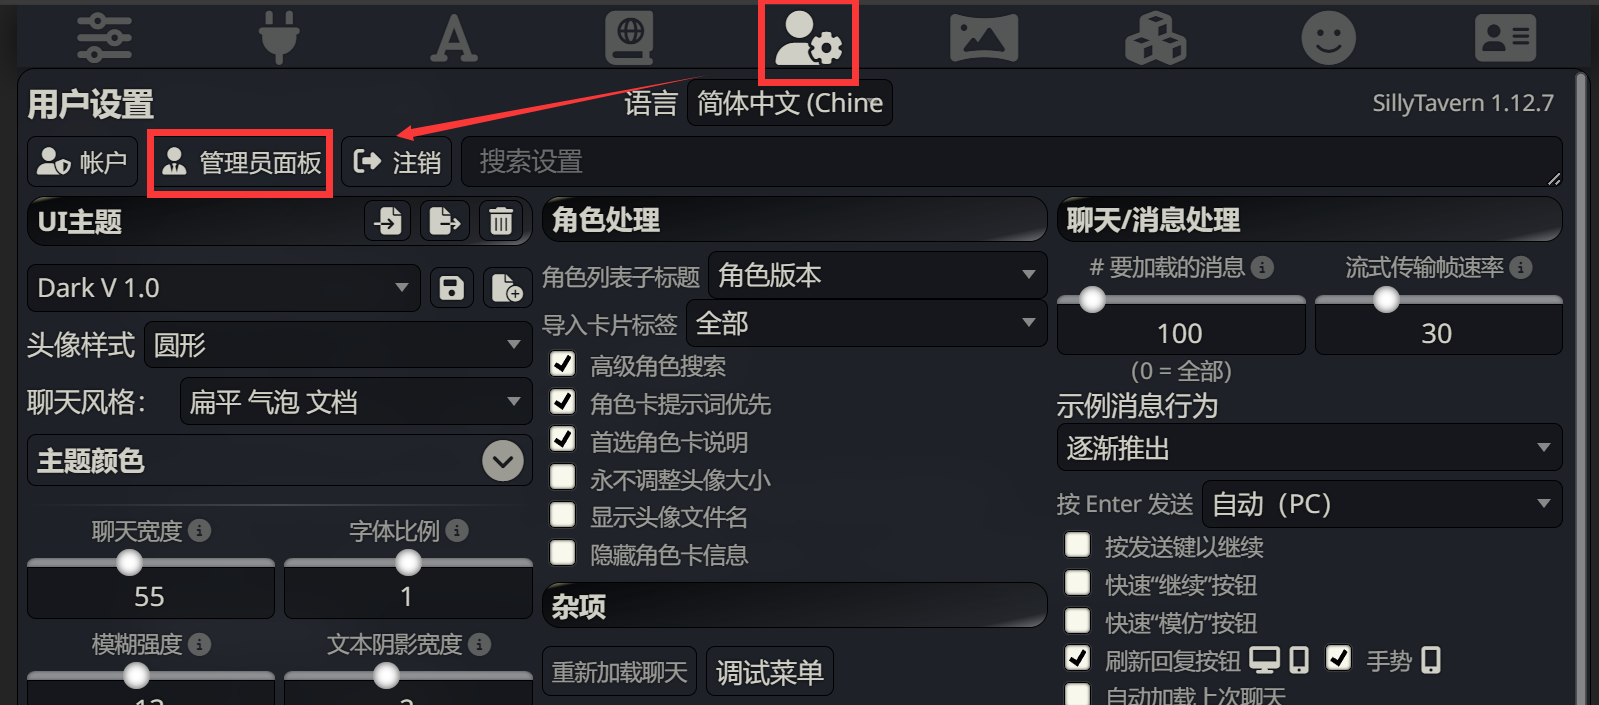 用户设置
语言
简体中文 (Chine
SillyTavern 1.12.7
帐户
管理员面板
注销
搜索设置
UI主题
Dark V 1.0
头像样式
圆形
聊天风格：
扁平 气泡 文档
主题颜色
聊天宽度
字体比例
55
1
模糊强度
文本阴影宽度
角色处理
角色列表子标题
角色版本
导入卡片标签
全部
高级角色搜索
角色卡提示词优先
首选角色卡说明
永不调整头像大小
显示头像文件名
隐藏角色卡信息
杂项
重新加载聊天
调试菜单
聊天/消息处理
# 要加载的消息
流式传输帧速率
100
30
(0 = 全部)
示例消息行为
逐渐推出
按 Enter 发送
自动（PC）
按发送键以继续
快速“继续”按钮
快速“模仿”按钮
刷新回复按钮
手势
自动加载上次聊天